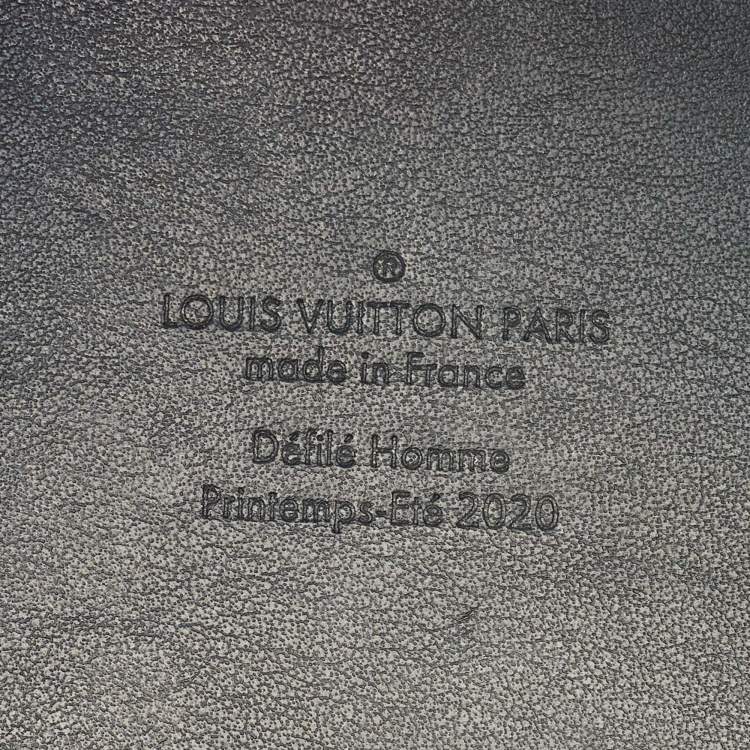 ®
LOUIS VUITTON PARIS
made in France
Défilé Homme
Printemps-Eté 2020